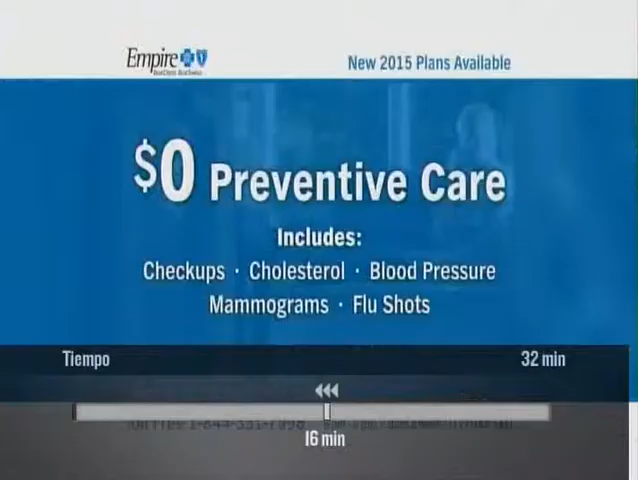 Empire
New 2015 Plans Available
$0 Preventive Care
Includes:
Checkups · Cholesterol · Blood Pressure
Mammograms · Flu Shots
Tiempo
32 min
16 min